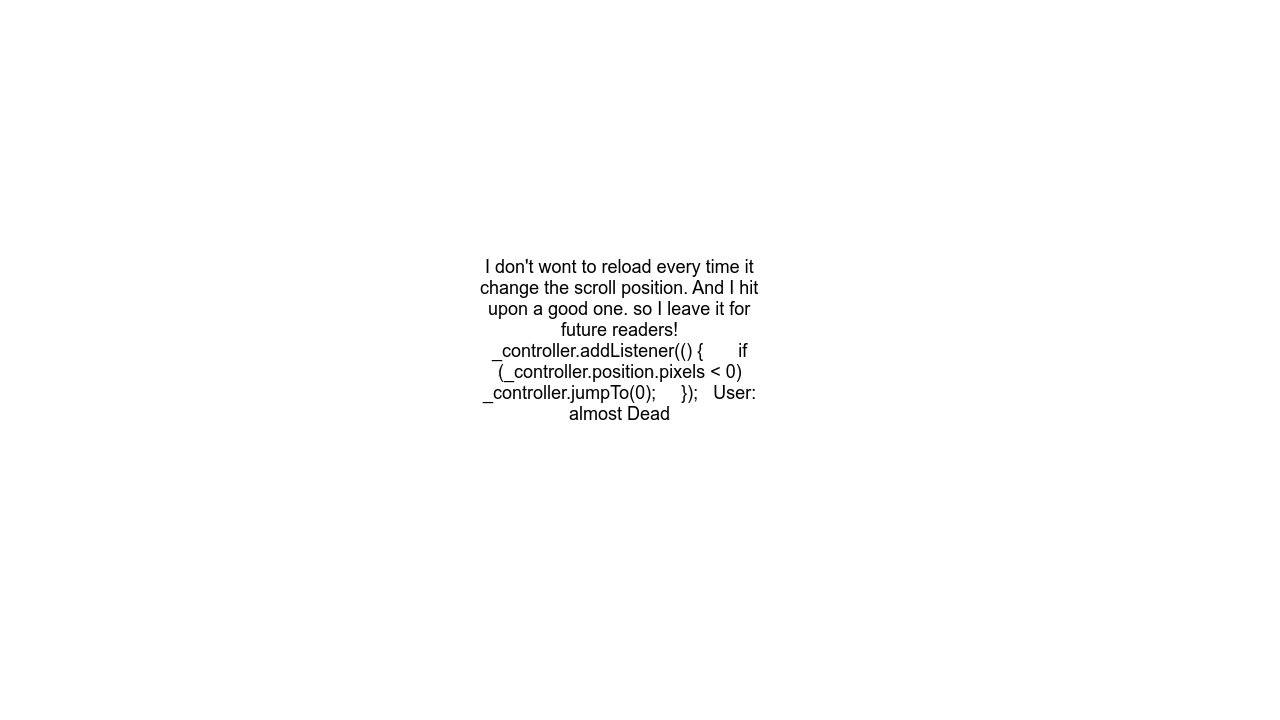 I don't wont to reload every time it
change the scroll position. And I hit
upon a good one. so I leave it for
future readers!
_controller.addListener(() {       if
(_controller.position.pixels < 0)
_controller.jumpTo(0);     });   User:
almost Dead